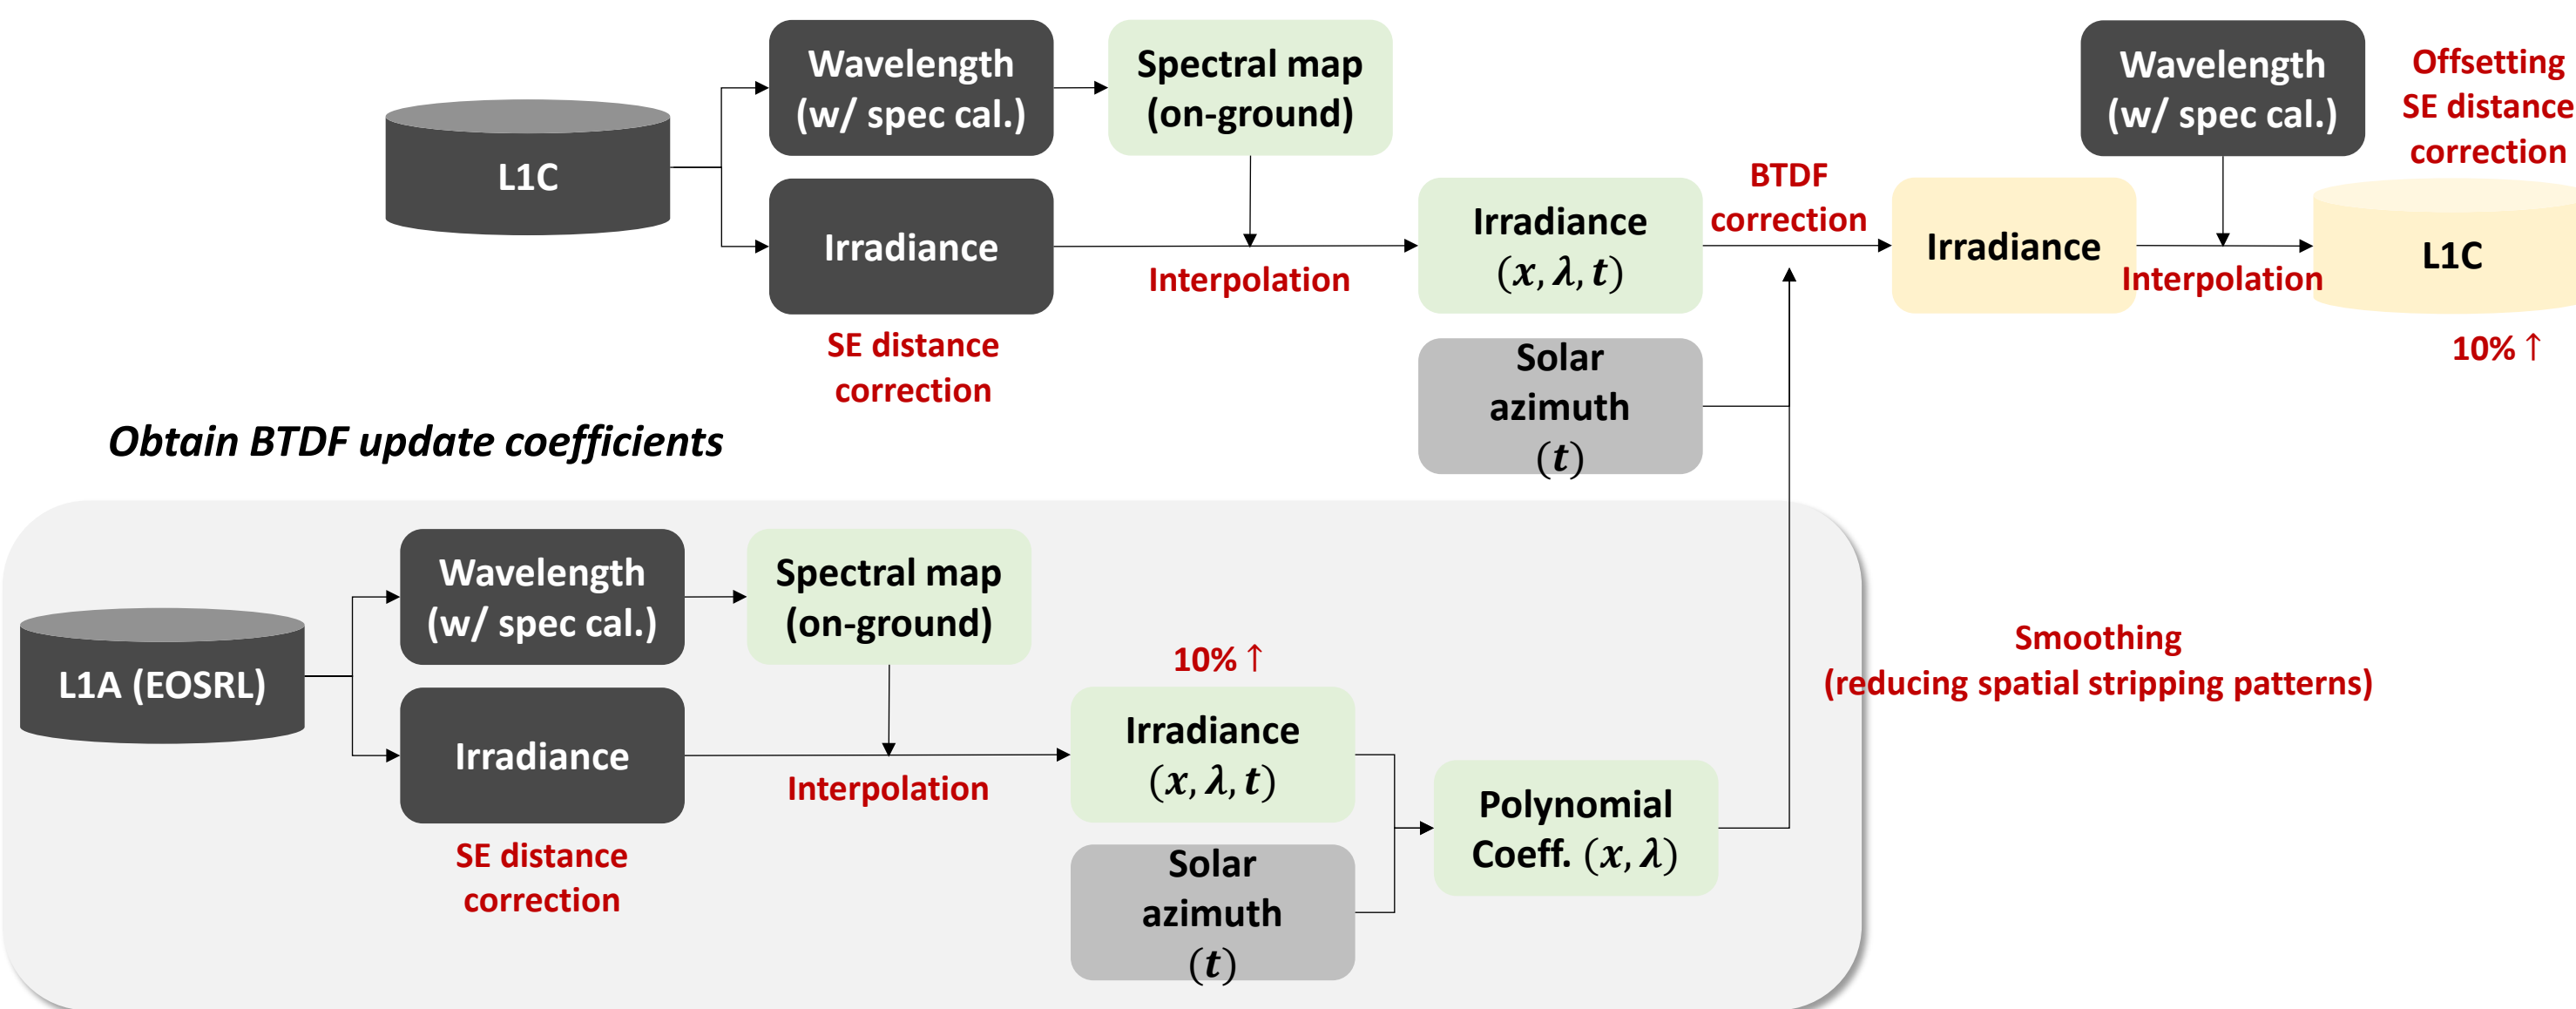 Wavelength
(w/ spec cal.)
Spectral map
(on-ground)
Wavelength
(w/ spec cal.)
Offsetting
SE distance
correction
L1C
Irradiance
Interpolation
Irradiance
(x, λ, t)
BTDF
correction
Irradiance
Interpolation
L1C
10% ↑
SE distance
correction
Solar
azimuth
(t)
Obtain BTDF update coefficients
L1A (EOSRL)
Wavelength
(w/ spec cal.)
Spectral map
(on-ground)
Irradiance
Interpolation
SE distance
correction
10% ↑
Irradiance
(x, λ, t)
Solar
azimuth
(t)
Polynomial
Coeff. (x, λ)
Smoothing
(reducing spatial stripping patterns)